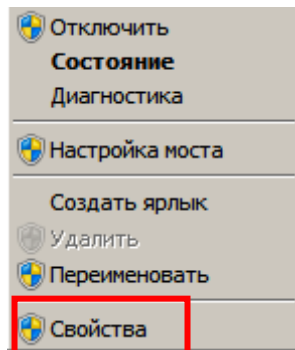 Отключить
Состояние
Диагностика
Настройка моста
Создать ярлык
Удалить
Переименовать
Свойства